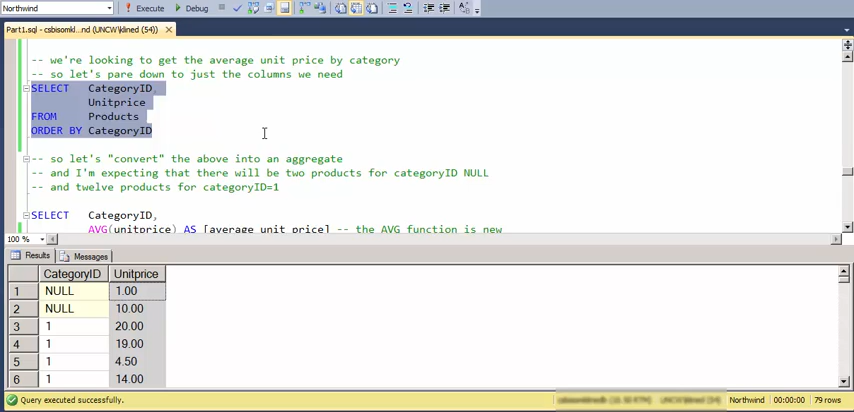 Northwind Execute Debug
Part1.sql - csbisomkl...nd (UNCW\klined (54))
-- we're looking to get the average unit price by category
-- so let's pare down to just the columns we need
SELECT CategoryID,
Unitprice
FROM Products
ORDER BY CategoryID
-- so let's "convert" the above into an aggregate
-- and I'm expecting that there will be two products for categoryID NULL
-- and twelve products for categoryID=1
SELECT CategoryID,
AVG(unitprice) AS [average unit price] -- the AVG function is new
100 %
Results Messages
CategoryID Unitprice
1 NULL 1.00
2 NULL 10.00
3 1 20.00
4 1 19.00
5 1 4.50
6 1 14.00
Query executed successfully. Northwind 00:00:00 79 rows